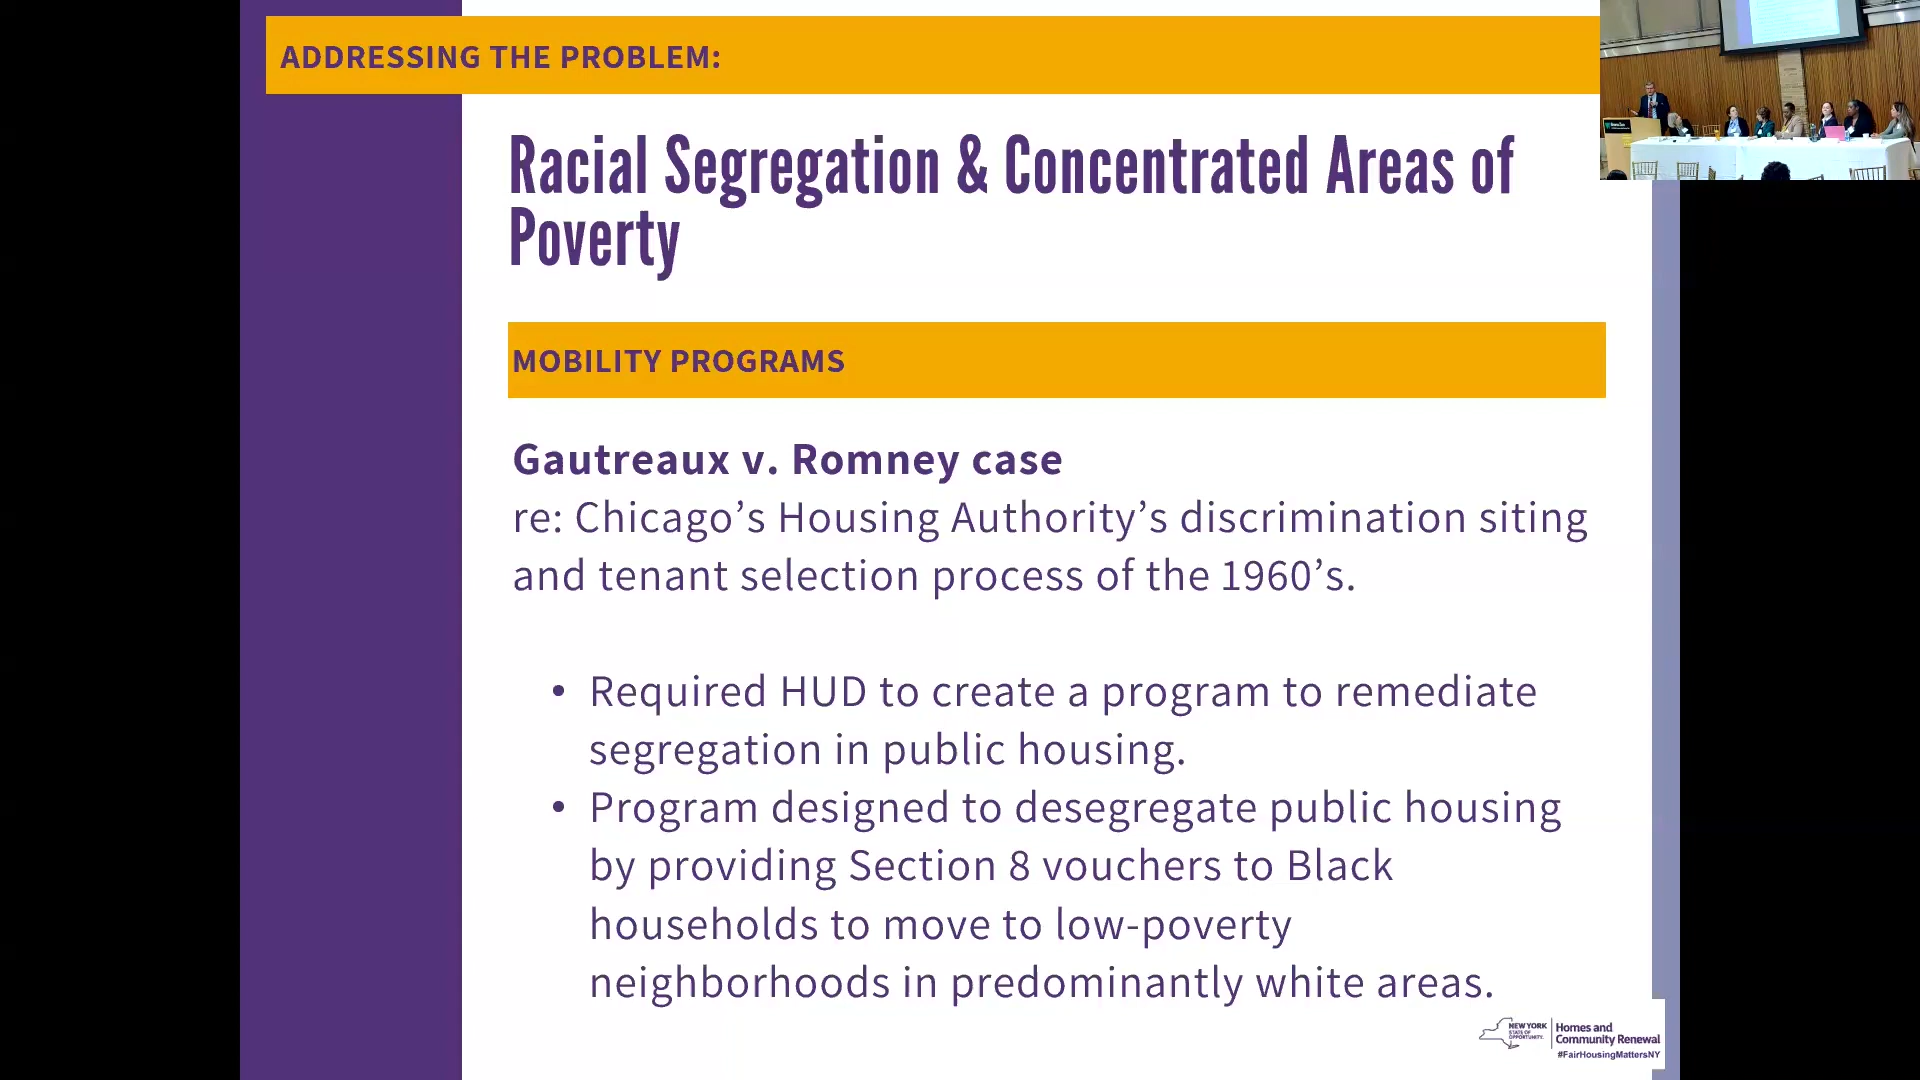 ADDRESSING THE PROBLEM:
Racial Segregation & Concentrated Areas of
Poverty
MOBILITY PROGRAMS
Gautreaux v. Romney case
re: Chicago’s Housing Authority’s discrimination siting
and tenant selection process of the 1960’s.
• Required HUD to create a program to remediate
segregation in public housing.
• Program designed to desegregate public housing
by providing Section 8 vouchers to Black
households to move to low-poverty
neighborhoods in predominantly white areas.
NEW YORK
STATE OF
OPPORTUNITY.
Homes and
Community Renewal
#FairHousingMattersNY